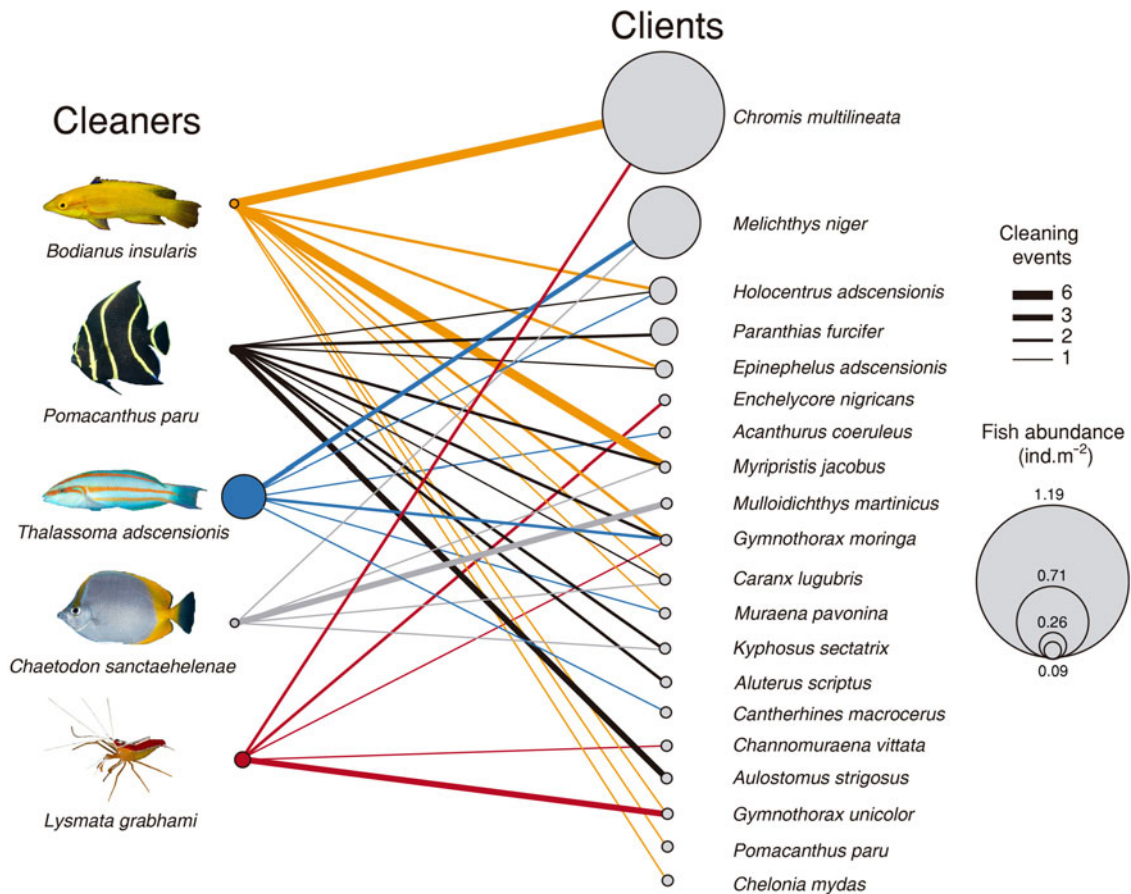 Clients
Cleaners
Bodianus insularis
Pomacanthus paru
Thalassoma adscensionis
Chaetodon sanctaehelenae
Lysmata grabhami
Chromis multilineata
Melichthys niger
Holocentrus adscensionis
Paranthias furcifer
Epinephelus adscensionis
Enchelycore nigricans
Acanthurus coeruleus
Myripristis jacobus
Mulloidichthys martinicus
Gymnothorax moringa
Caranx lugubris
Muraena pavonina
Kyphosus sectatrix
Aluterus scriptus
Cantherhines macrocerus
Channomuraena vittata
Aulostomus strigosus
Gymnothorax unicolor
Pomacanthus paru
Chelonia mydas
Cleaning
events
6
3
2
1
Fish abundance
(ind.m⁻²)
1.19
0.71
0.26
0.09